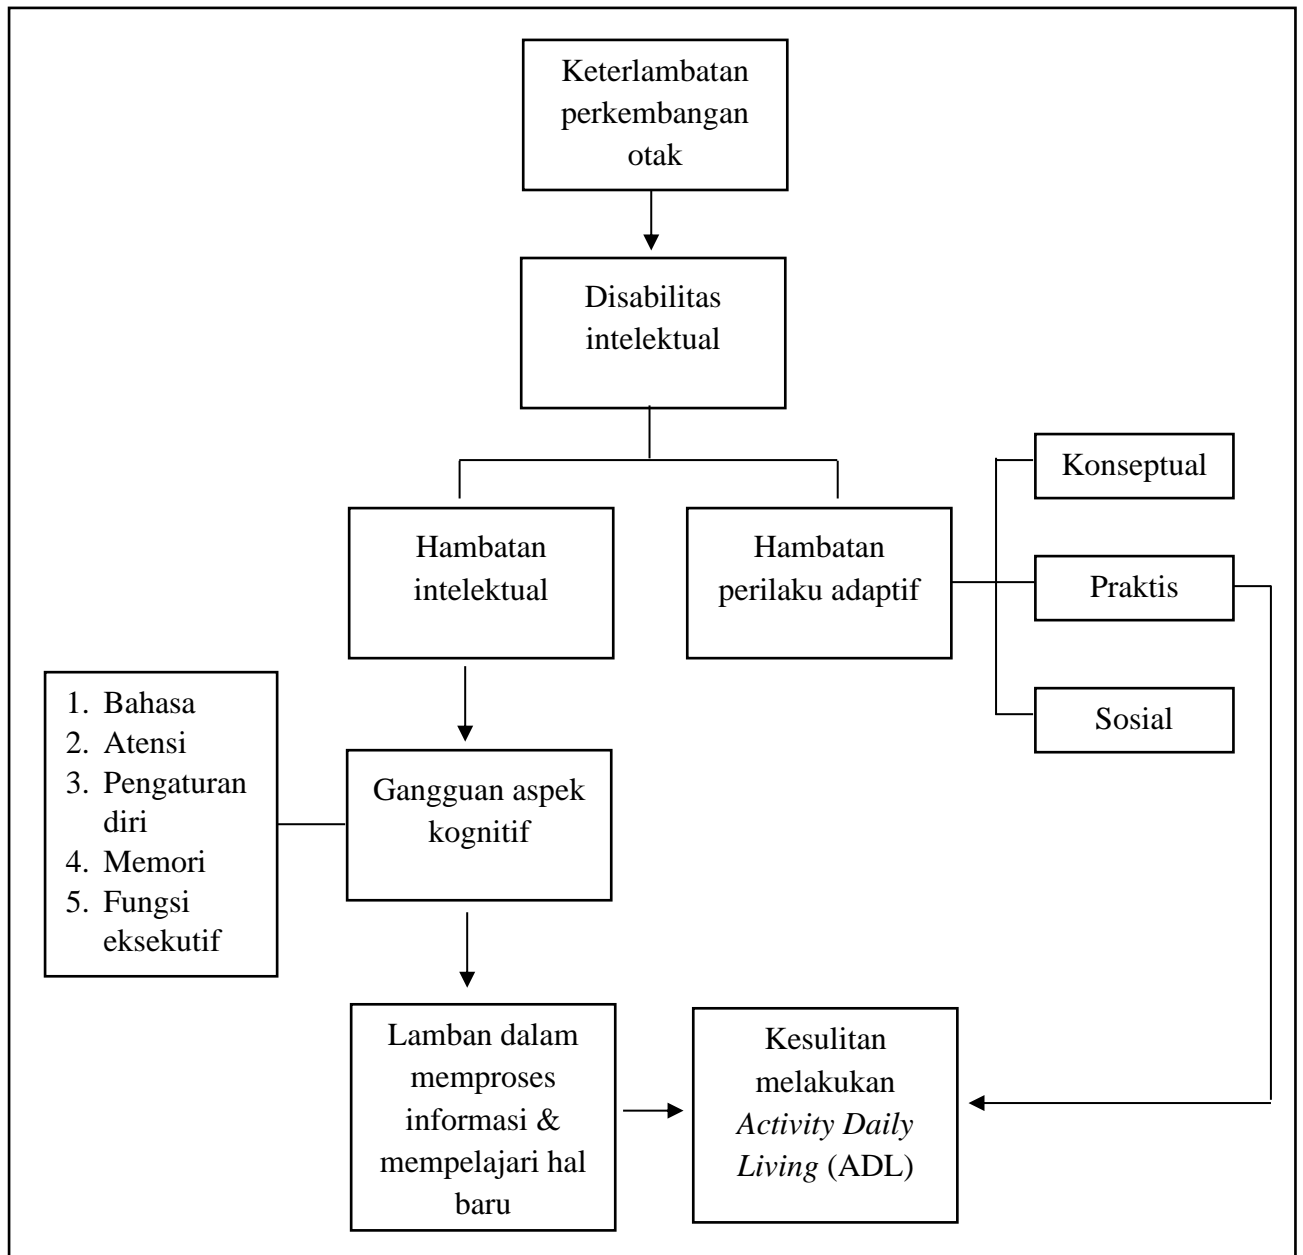 Keterlambatan
perkembangan
otak
Disabilitas
intelektual
Hambatan
intelektual
Hambatan
perilaku adaptif
Konseptual
Praktis
Sosial
1. Bahasa
2. Atensi
3. Pengaturan
diri
4. Memori
5. Fungsi
eksekutif
Gangguan aspek
kognitif
Lamban dalam
memproses
informasi &
mempelajari hal
baru
Kesulitan
melakukan
Activity Daily
Living (ADL)